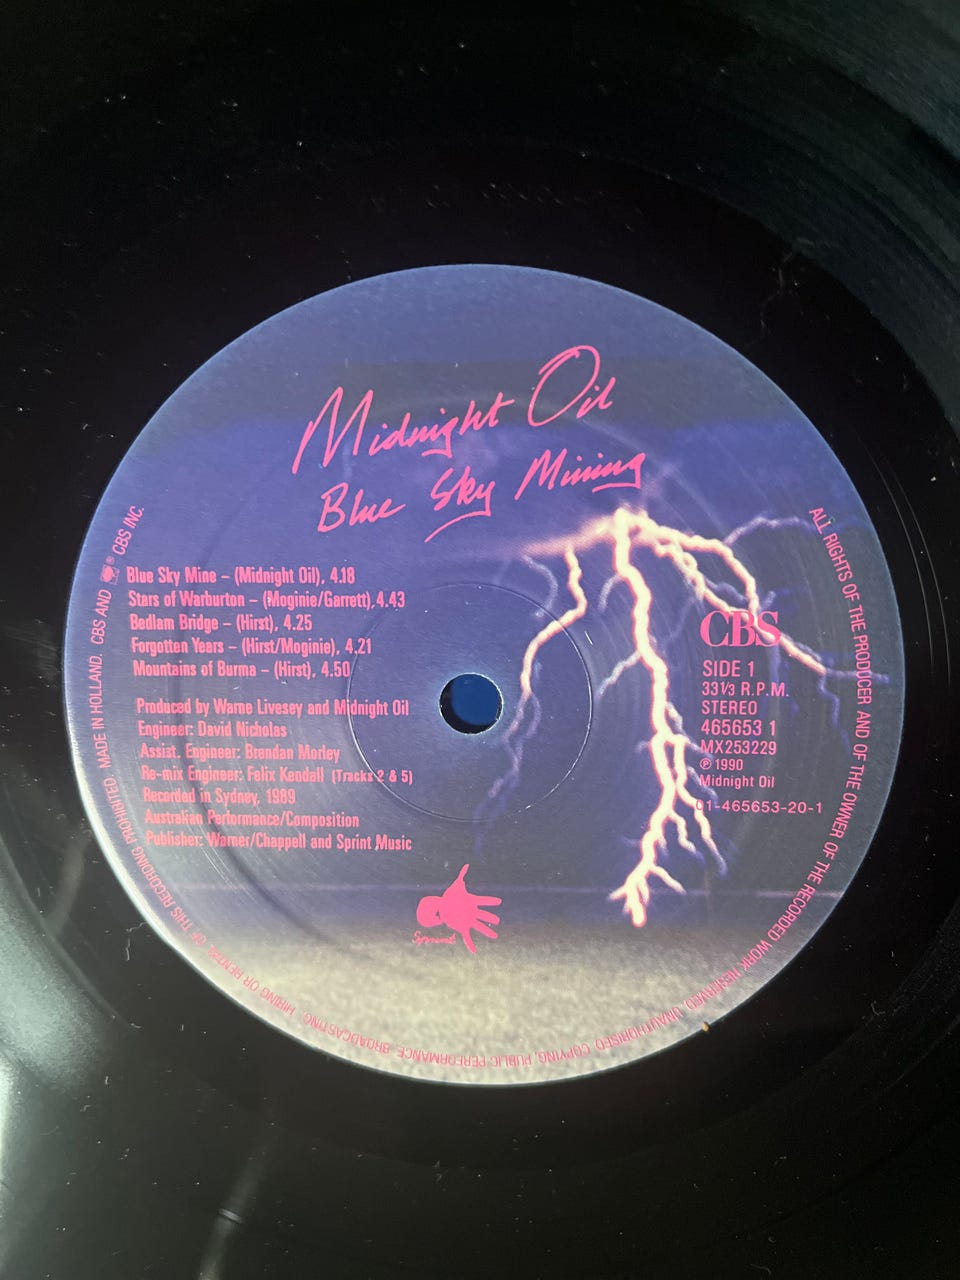 Midnight Oil
Blue Sky Mining
Blue Sky Mine – (Midnight Oil), 4.18
Stars of Warburton – (Moginie/Garrett), 4.43
Bedlam Bridge – (Hirst), 4.25
Forgotten Years – (Hirst/Moginie), 4.21
Mountains of Burma – (Hirst), 4.50
Produced by Warne Livesey and Midnight Oil
Engineer: David Nicholas
Assist. Engineer: Brendan Morley
Re-mix Engineer: Felix Kendall (Tracks 2 & 5)
Recorded in Sydney, 1989
Australian Performance/Composition
Publisher: Warner/Chappell and Sprint Music
CBS
SIDE 1
33⅓ R.P.M.
STEREO
465653 1
MX253229
℗ 1990
Midnight Oil
01-465653-20-1
Sprint
ALL RIGHTS OF THE PRODUCER AND OF THE OWNER OF THE RECORDED WORK RESERVED. UNAUTHORISED COPYING, PUBLIC PERFORMANCE, BROADCASTING, HIRING OR RENTAL OF THIS RECORDING PROHIBITED. MADE IN HOLLAND. CBS AND ® CBS INC.